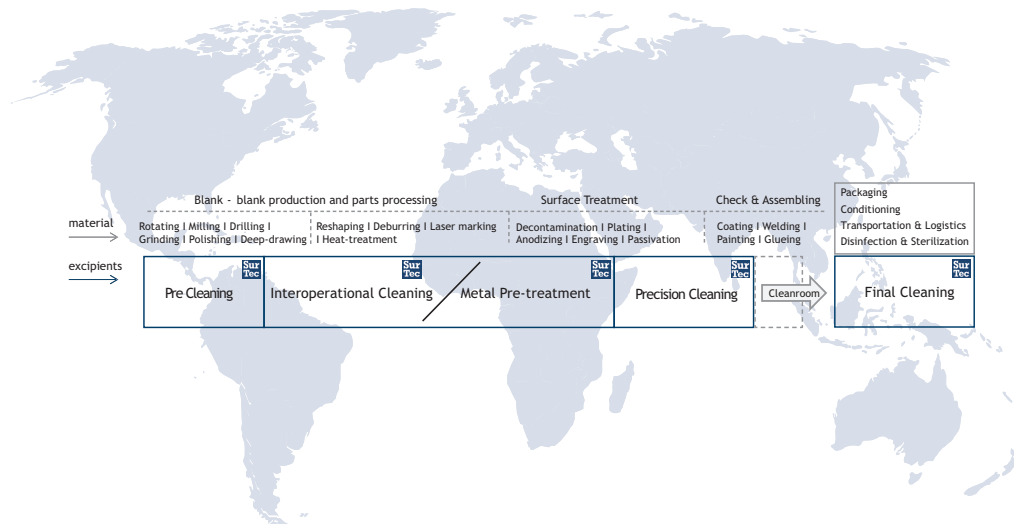 Blank - blank production and parts processing
Surface Treatment
Check & Assembling
material
Rotating I Milling I Drilling I
Grinding I Polishing I Deep-drawing
Reshaping I Deburring I Laser marking
I Heat-treatment
Decontamination I Plating I
Anodizing I Engraving I Passivation
Coating I Welding I
Painting I Glueing
Packaging
Conditioning
Transportation & Logistics
Disinfection & Sterilization
excipients
Sur
Tec
Pre Cleaning
Sur
Tec
Interoperational Cleaning
Sur
Tec
Metal Pre-treatment
Sur
Tec
Precision Cleaning
Cleanroom
Sur
Tec
Final Cleaning